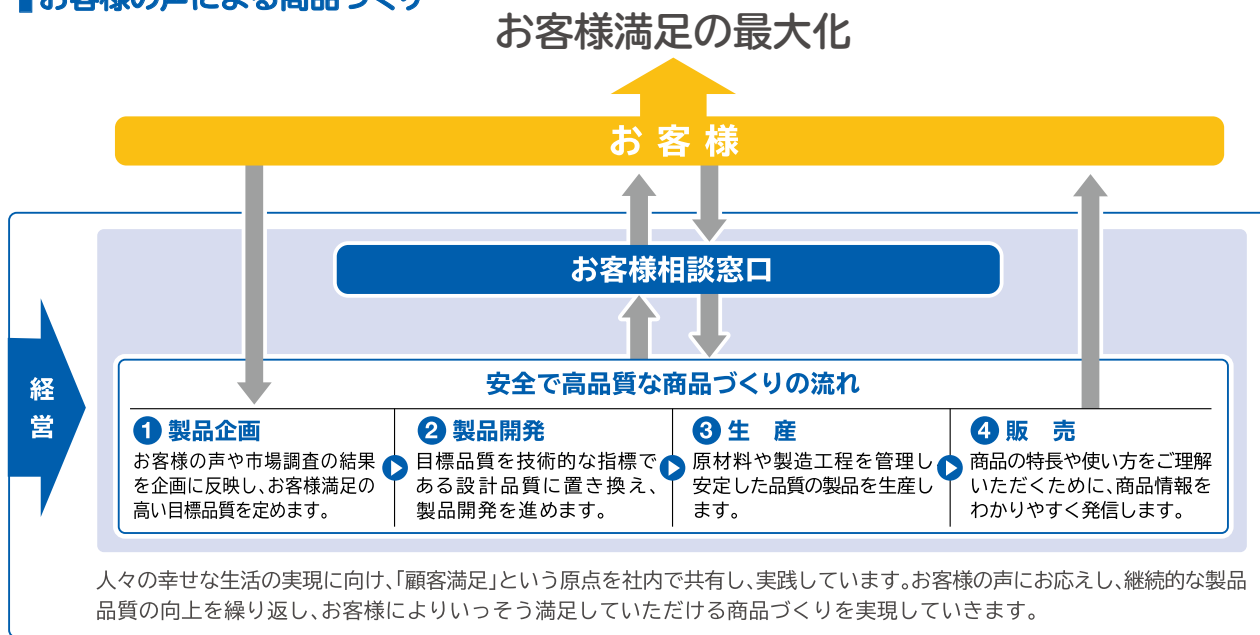 お客様の声による商品づくり
お客様満足の最大化
お客様
お客様相談窓口
経営
安全で高品質な商品づくりの流れ
1 製品企画
お客様の声や市場調査の結果
を企画に反映し、お客様満足の
高い目標品質を定めます。
2 製品開発
目標品質を技術的な指標で
ある設計品質に置き換え、
製品開発を進めます。
3 生　産
原材料や製造工程を管理し
安定した品質の製品を生産し
ます。
4 販　売
商品の特長や使い方をご理解
いただくために、商品情報を
わかりやすく発信します。
人々の幸せな生活の実現に向け、「顧客満足」という原点を社内で共有し、実践しています。お客様の声にお応えし、継続的な製品
品質の向上を繰り返し、お客様によりいっそう満足していただける商品づくりを実現していきます。